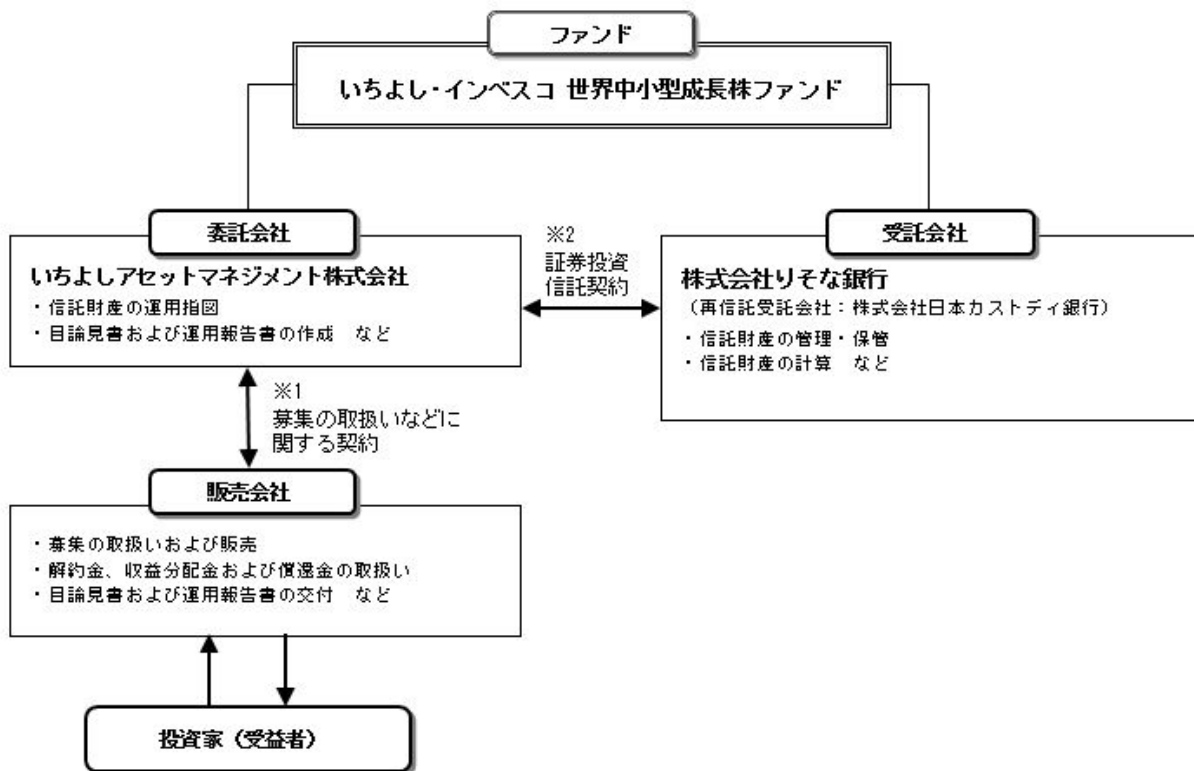 ファンド
いちよし・インベスコ 世界中小型成長株ファンド
委託会社
いちよしアセットマネジメント株式会社
・信託財産の運用指図
・目論見書および運用報告書の作成 など
※2
証券投資
信託契約
受託会社
株式会社りそな銀行
（再信託受託会社：株式会社日本カストディ銀行）
・信託財産の管理・保管
・信託財産の計算 など
※1
募集の取扱いなどに
関する契約
販売会社
・募集の取扱いおよび販売
・解約金、収益分配金および償還金の取扱い
・目論見書および運用報告書の交付 など
投資家（受益者）